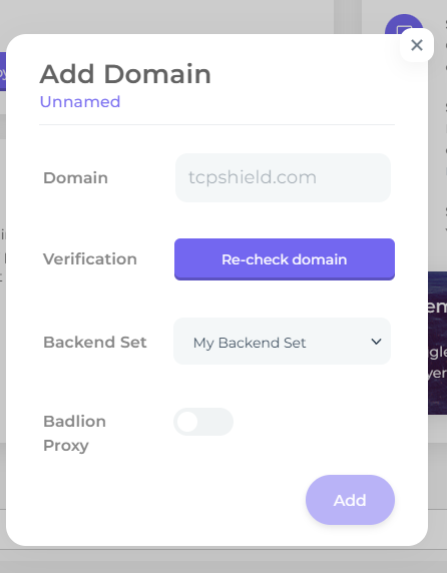 Add Domain
Unnamed
Domain
tcpshield.com
Verification
Re-check domain
Backend Set
My Backend Set
Badlion
Proxy
Add